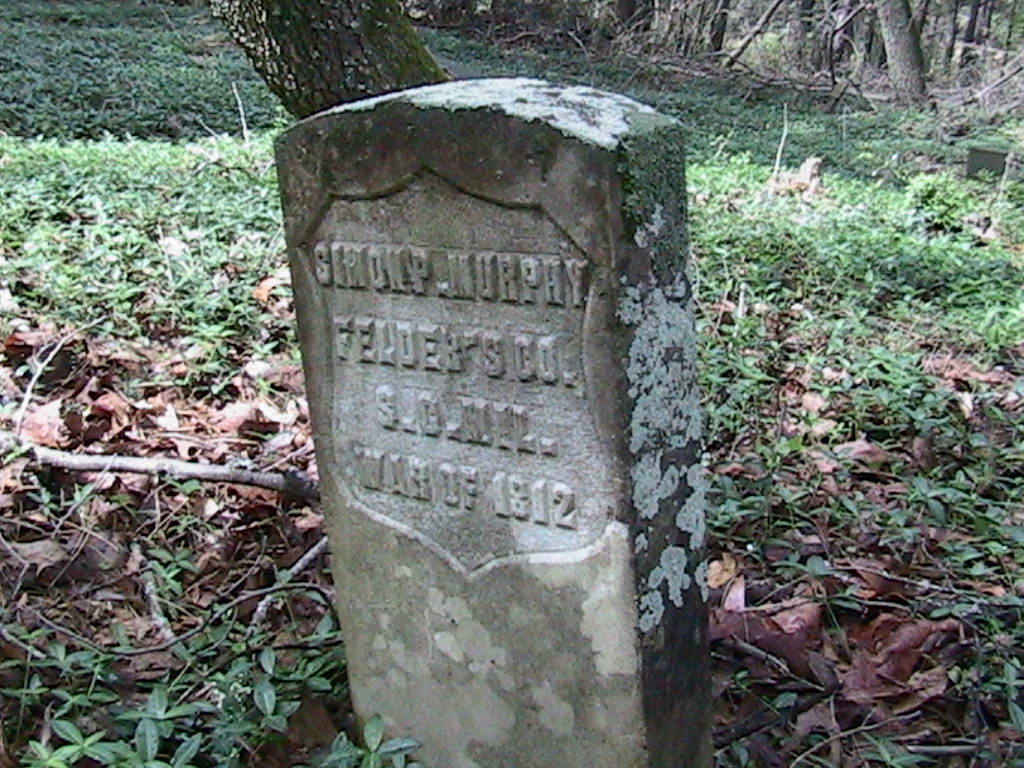 SIMON P. MURPHY
FELDER'S CO.
S.C. MIL.
WAR OF 1812